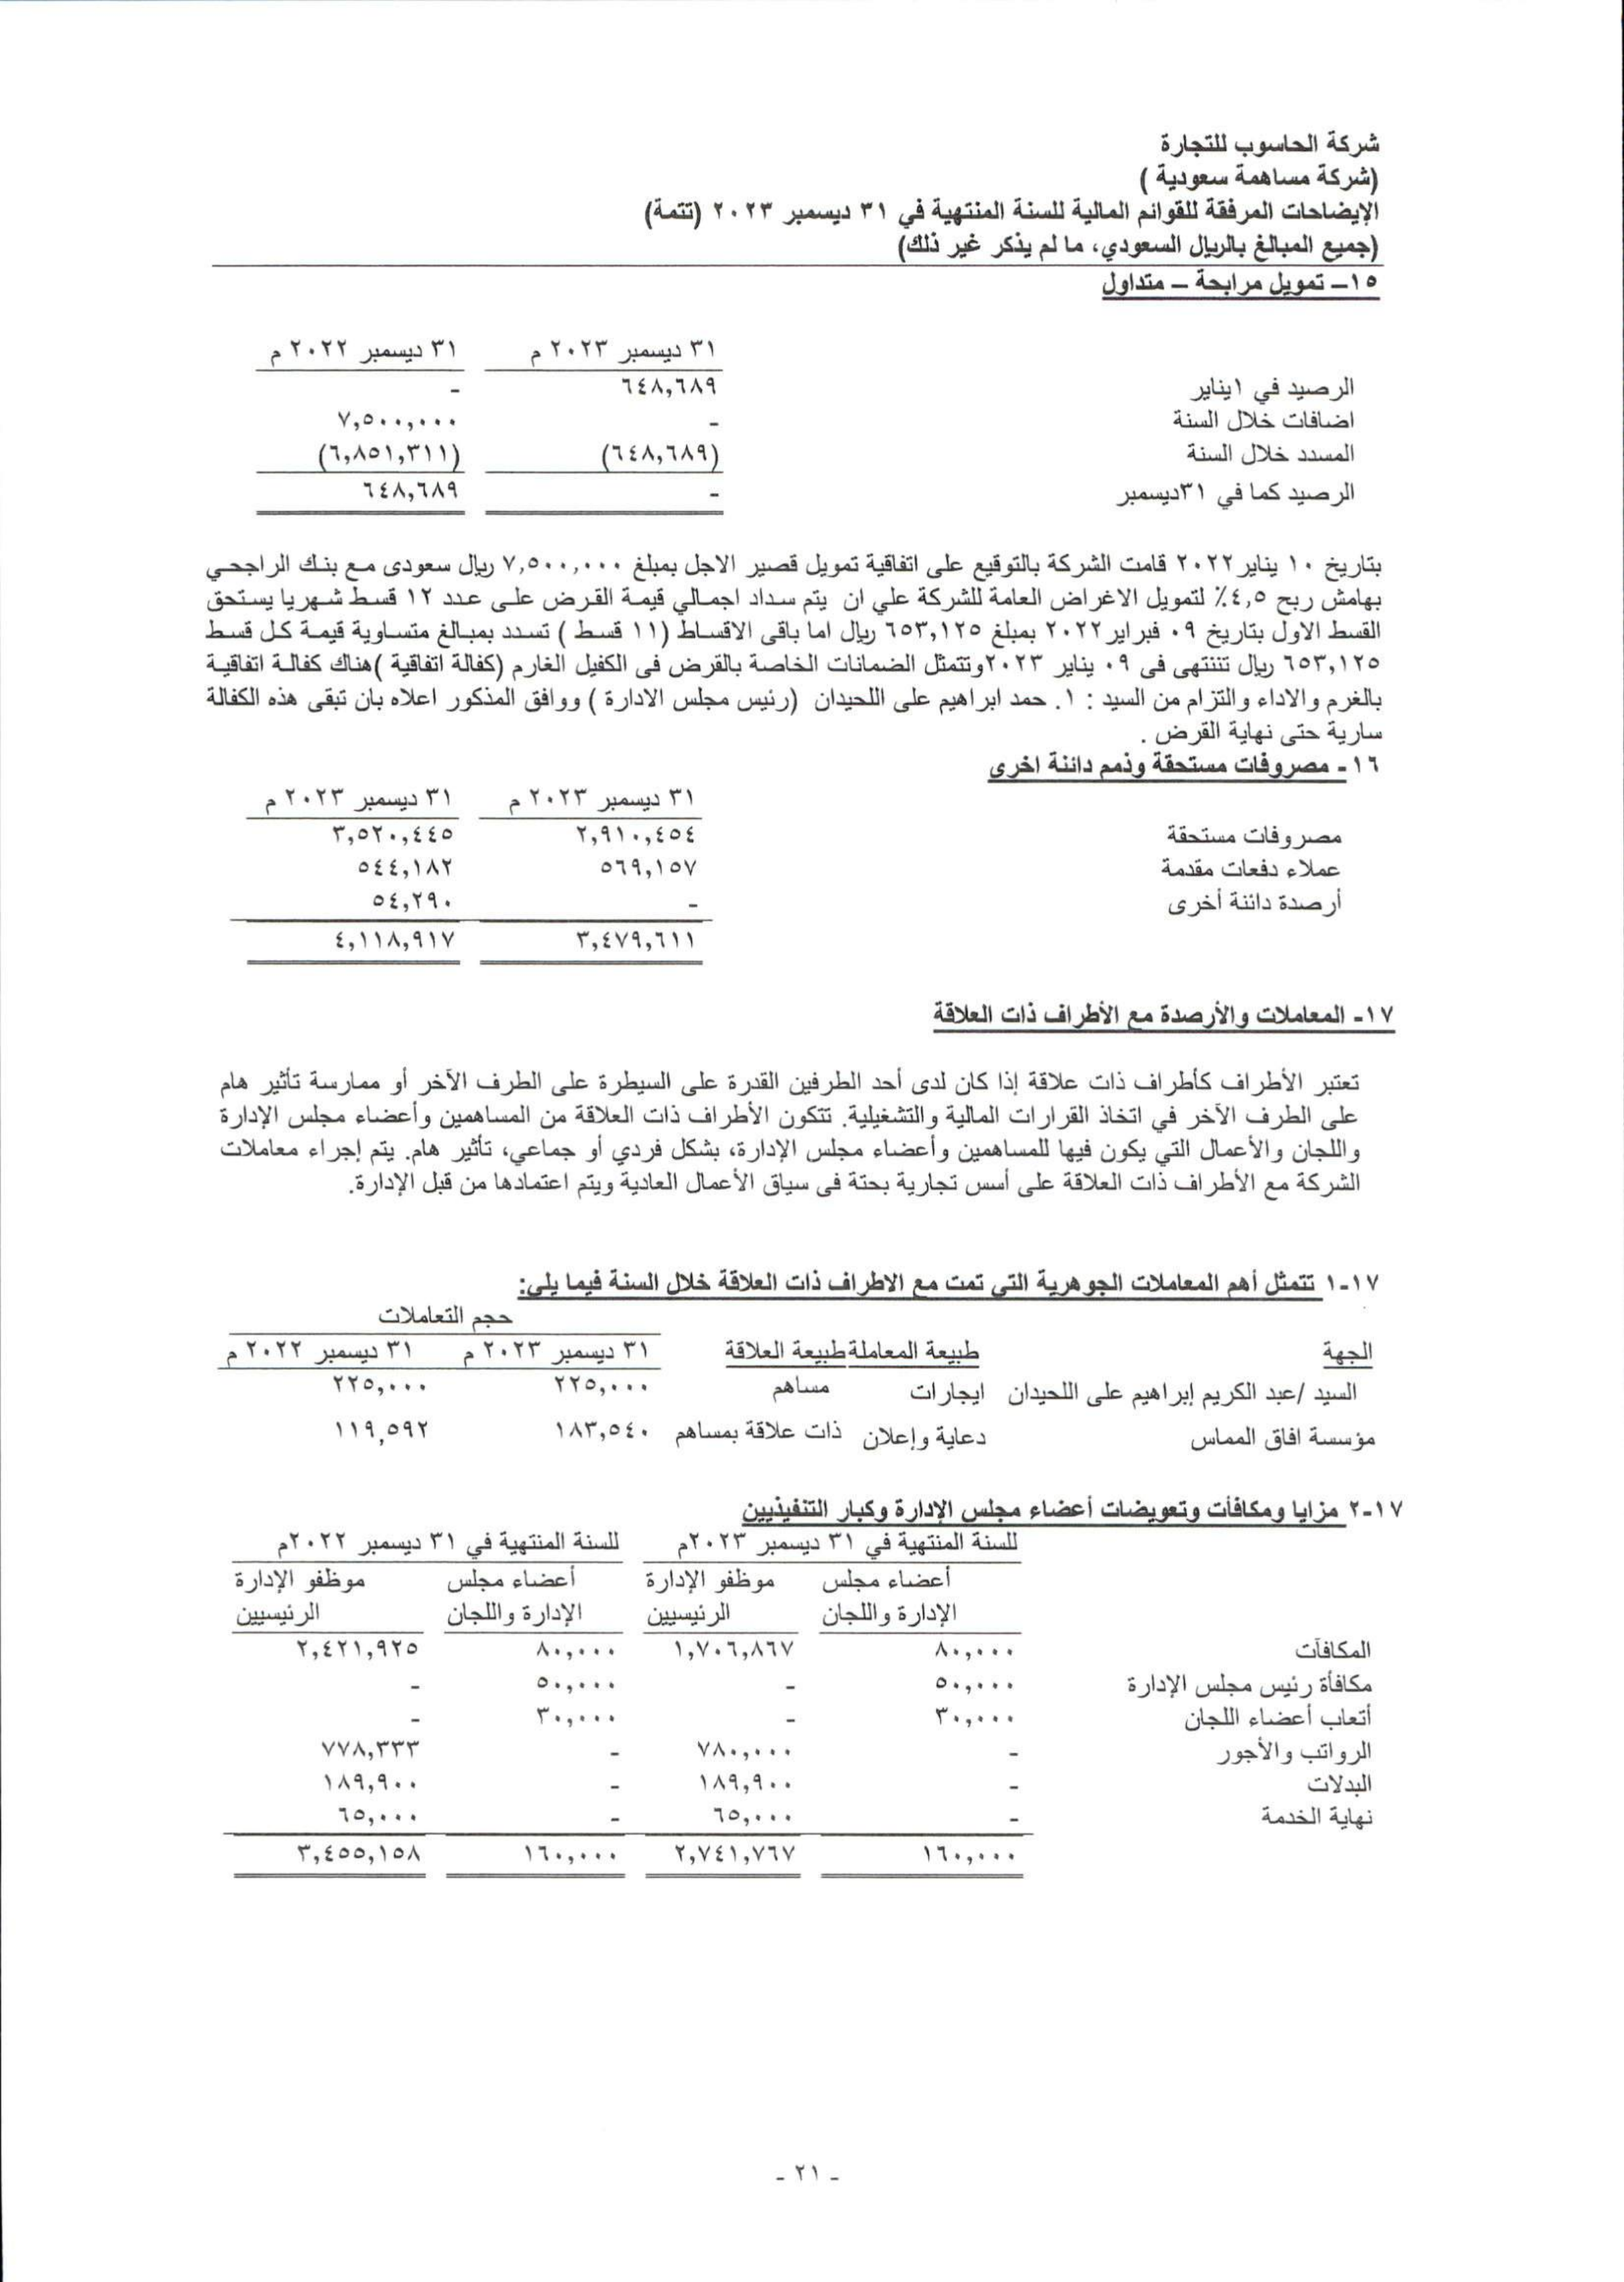 شركة الحاسوب للتجارة
(شركة مساهمة سعودية )
الإيضاحات المرفقة للقوائم المالية للسنة المنتهية في ٣١ ديسمبر ٢٠٢٣ (تتمة)
(جميع المبالغ بالريال السعودي، ما لم يذكر غير ذلك)
١٥– تمويل مرابحة – متداول
٣١ ديسمبر ٢٠٢٣ م ٣١ ديسمبر ٢٠٢٢ م
الرصيد في ١يناير ٦٤٨,٦٨٩ -
اضافات خلال السنة - ٧,٥٠٠,٠٠٠
المسدد خلال السنة (٦٤٨,٦٨٩) (٦,٨٥١,٣١١)
الرصيد كما في ٣١ديسمبر - ٦٤٨,٦٨٩
بتاريخ ١٠ يناير٢٠٢٢ قامت الشركة بالتوقيع على اتفاقية تمويل قصير الاجل بمبلغ ٧,٥٠٠,٠٠٠ ريال سعودى مع بنك الراجحي
بهامش ربح ٤,٥٪ لتمويل الاغراض العامة للشركة علي ان يتم سداد اجمالي قيمة القرض على عدد ١٢ قسط شهريا يستحق
القسط الاول بتاريخ ٠٩ فبراير٢٠٢٢ بمبلغ ٦٥٣,١٢٥ ريال اما باقى الاقساط (١١ قسط ) تسدد بمبالغ متساوية قيمة كل قسط
٦٥٣,١٢٥ ريال تنتهى فى ٠٩ يناير ٢٠٢٣وتتمثل الضمانات الخاصة بالقرض فى الكفيل الغارم (كفالة اتفاقية )هناك كفالة اتفاقية
بالغرم والاداء والتزام من السيد : ١. حمد ابراهيم على اللحيدان (رئيس مجلس الادارة ) ووافق المذكور اعلاه بان تبقى هذه الكفالة
سارية حتى نهاية القرض .
١٦- مصروفات مستحقة وذمم دائنة اخرى
٣١ ديسمبر ٢٠٢٣ م ٣١ ديسمبر ٢٠٢٣ م
مصروفات مستحقة ٢,٩١٠,٤٥٤ ٣,٥٢٠,٤٤٥
عملاء دفعات مقدمة ٥٦٩,١٥٧ ٥٤٤,١٨٢
أرصدة دائنة أخرى - ٥٤,٢٩٠
٣,٤٧٩,٦١١ ٤,١١٨,٩١٧
١٧- المعاملات والأرصدة مع الأطراف ذات العلاقة
تعتبر الأطراف كأطراف ذات علاقة إذا كان لدى أحد الطرفين القدرة على السيطرة على الطرف الآخر أو ممارسة تأثير هام
على الطرف الآخر في اتخاذ القرارات المالية والتشغيلية. تتكون الأطراف ذات العلاقة من المساهمين وأعضاء مجلس الإدارة
واللجان والأعمال التي يكون فيها للمساهمين وأعضاء مجلس الإدارة، بشكل فردي أو جماعي، تأثير هام. يتم إجراء معاملات
الشركة مع الأطراف ذات العلاقة على أسس تجارية بحتة فى سياق الأعمال العادية ويتم اعتمادها من قبل الإدارة.
١٧-١ تتمثل أهم المعاملات الجوهرية التي تمت مع الاطراف ذات العلاقة خلال السنة فيما يلي:
حجم التعاملات
الجهة طبيعة المعاملة طبيعة العلاقة ٣١ ديسمبر ٢٠٢٣ م ٣١ ديسمبر ٢٠٢٢ م
السيد /عبد الكريم إبراهيم على اللحيدان ايجارات مساهم ٢٢٥,٠٠٠ ٢٢٥,٠٠٠
مؤسسة افاق المماس دعاية وإعلان ذات علاقة بمساهم ١٨٣,٥٤٠ ١١٩,٥٩٢
١٧-٢ مزايا ومكافأت وتعويضات أعضاء مجلس الإدارة وكبار التنفيذيين
للسنة المنتهية في ٣١ ديسمبر ٢٠٢٣م للسنة المنتهية في ٣١ ديسمبر ٢٠٢٢م
أعضاء مجلس موظفو الإدارة أعضاء مجلس موظفو الإدارة
الإدارة واللجان الرئيسيين الإدارة واللجان الرئيسيين
المكافآت ٨٠,٠٠٠ ١,٧٠٦,٨٦٧ ٨٠,٠٠٠ ٢,٤٢١,٩٢٥
مكافأة رئيس مجلس الإدارة ٥٠,٠٠٠ - ٥٠,٠٠٠ -
أتعاب أعضاء اللجان ٣٠,٠٠٠ - ٣٠,٠٠٠ -
الرواتب والأجور - ٧٨٠,٠٠٠ - ٧٧٨,٣٣٣
البدلات - ١٨٩,٩٠٠ - ١٨٩,٩٠٠
نهاية الخدمة - ٦٥,٠٠٠ - ٦٥,٠٠٠
١٦٠,٠٠٠ ٢,٧٤١,٧٦٧ ١٦٠,٠٠٠ ٣,٤٥٥,١٥٨
- ٢١ -